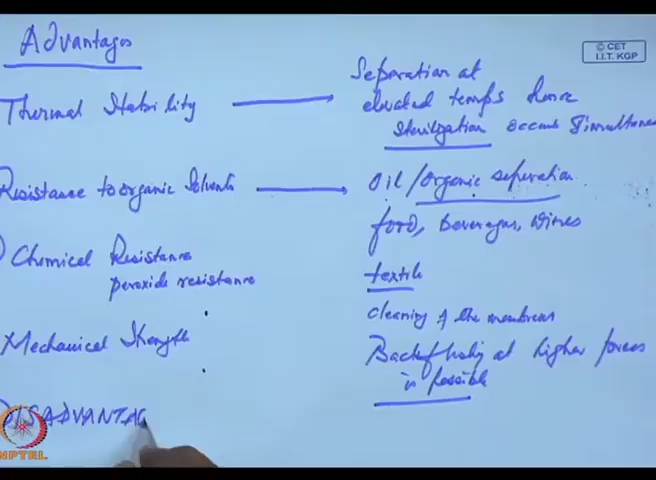 Advantages
© CET
I.I.T. KGP
Thermal Stability
Separation at
elevated temps hence
sterilization occurs simultane
Resistance to organic Solvents
Oil/organic separation
food, beverages, wines
Chemical Resistance
peroxide resistance
textile
cleaning of the membrane
Mechanical Strength
Backflushing at higher forces
is possible
DISADVANTAG
NPTEL